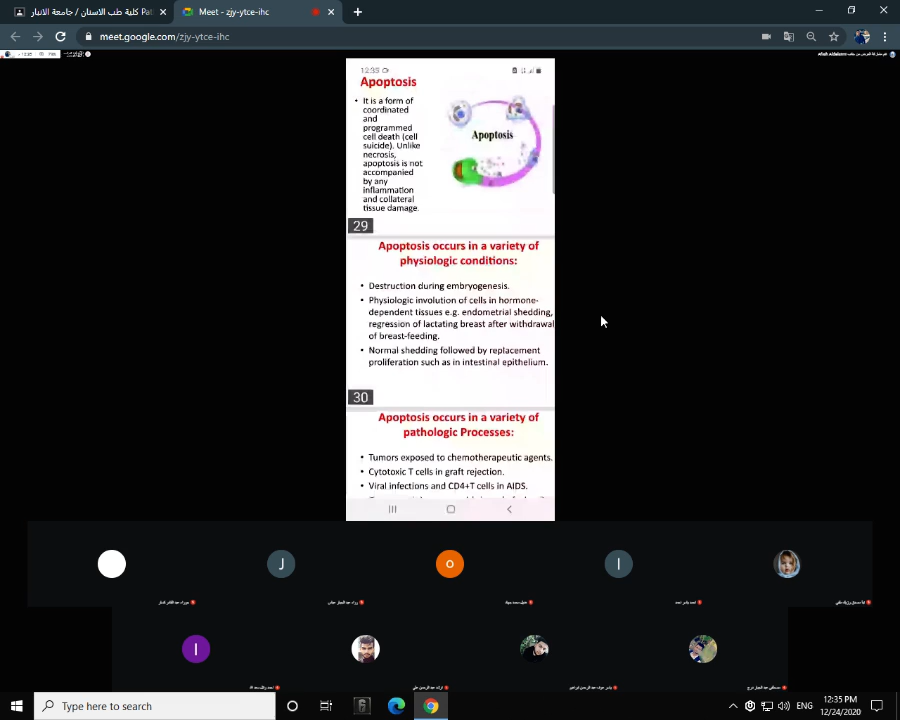 كلية طب الاسنان / جامعة الانبار Pat
Meet - zjy-ytce-ihc
meet.google.com/zjy-ytce-ihc
12:35
Apoptosis
• It is a form of
coordinated
and
programmed
cell death (cell
suicide). Unlike
necrosis,
apoptosis is not
accompanied
by any
inflammation
and collateral
tissue damage.
Apoptosis
29
Apoptosis occurs in a variety of
physiologic conditions:
• Destruction during embryogenesis.
• Physiologic involution of cells in hormone-
dependent tissues e.g. endometrial shedding,
regression of lactating breast after withdrawal
of breast-feeding.
• Normal shedding followed by replacement
proliferation such as in intestinal epithelium.
30
Apoptosis occurs in a variety of
pathologic Processes:
• Tumors exposed to chemotherapeutic agents.
• Cytotoxic T cells in graft rejection.
• Viral infections and CD4+T cells in AIDS.
J
o
I
I
Type here to search
ENG
12:35 PM
12/24/2020